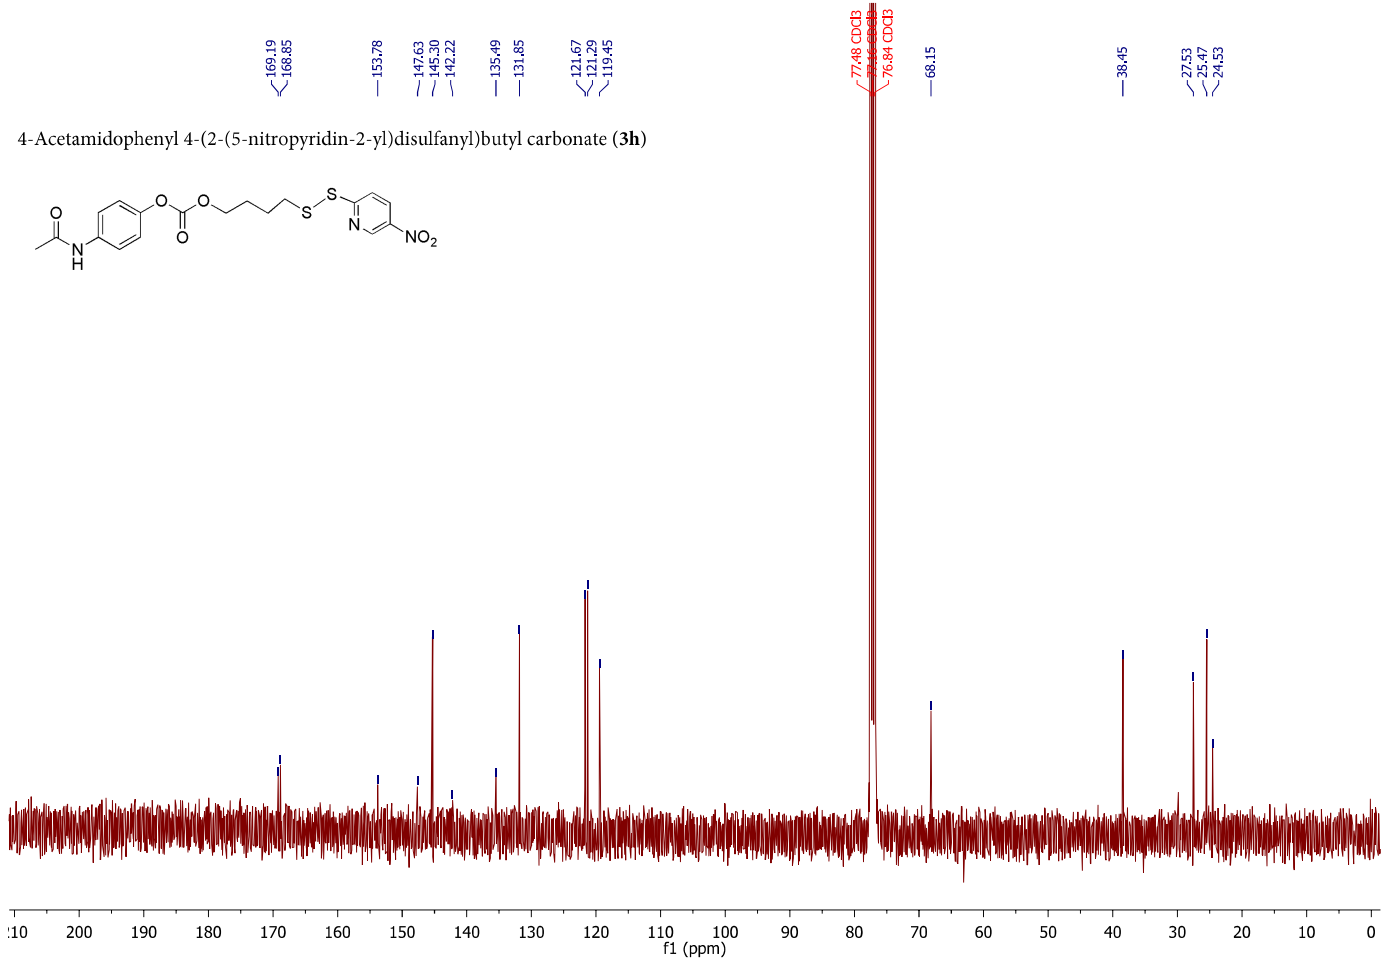 169.19
168.85
153.78
147.63
145.30
142.22
135.49
131.85
121.67
121.29
119.45
77.48 CDCl3
77.16 CDCl3
76.84 CDCl3
68.15
38.45
27.53
25.47
24.53
4-Acetamidophenyl 4-(2-(5-nitropyridin-2-yl)disulfanyl)butyl carbonate (3h)
O
N
H
O
O
O
S
S
N
NO2
210 200 190 180 170 160 150 140 130 120 110 100 90 80 70 60 50 40 30 20 10 0
f1 (ppm)